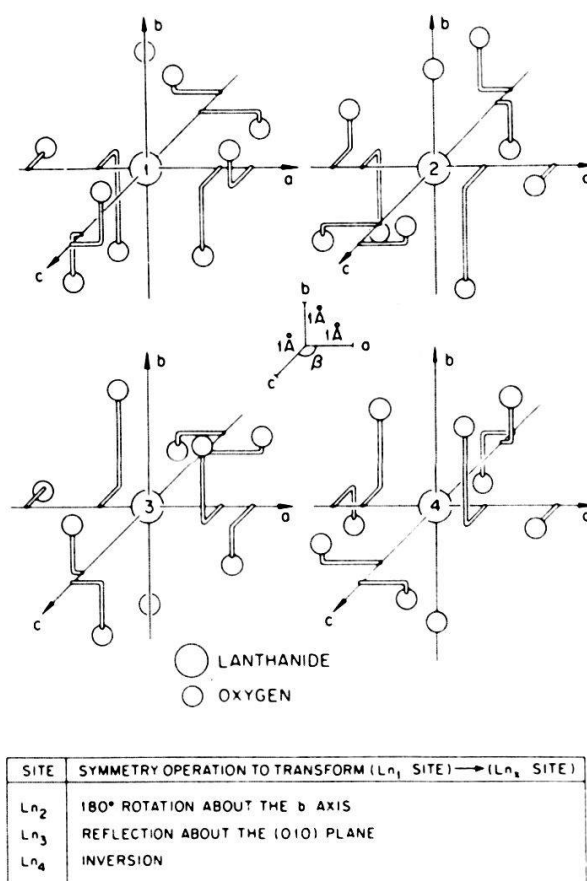 b
b
1
a
2
a
c
c
b
1Å
1Å
1Å
a
β
c
b
b
3
a
4
a
c
c
LANTHANIDE
OXYGEN
SITE SYMMETRY OPERATION TO TRANSFORM (Ln₁ SITE) → (Lnₓ SITE)
Ln₂ 180° ROTATION ABOUT THE b AXIS
Ln₃ REFLECTION ABOUT THE (010) PLANE
Ln₄ INVERSION